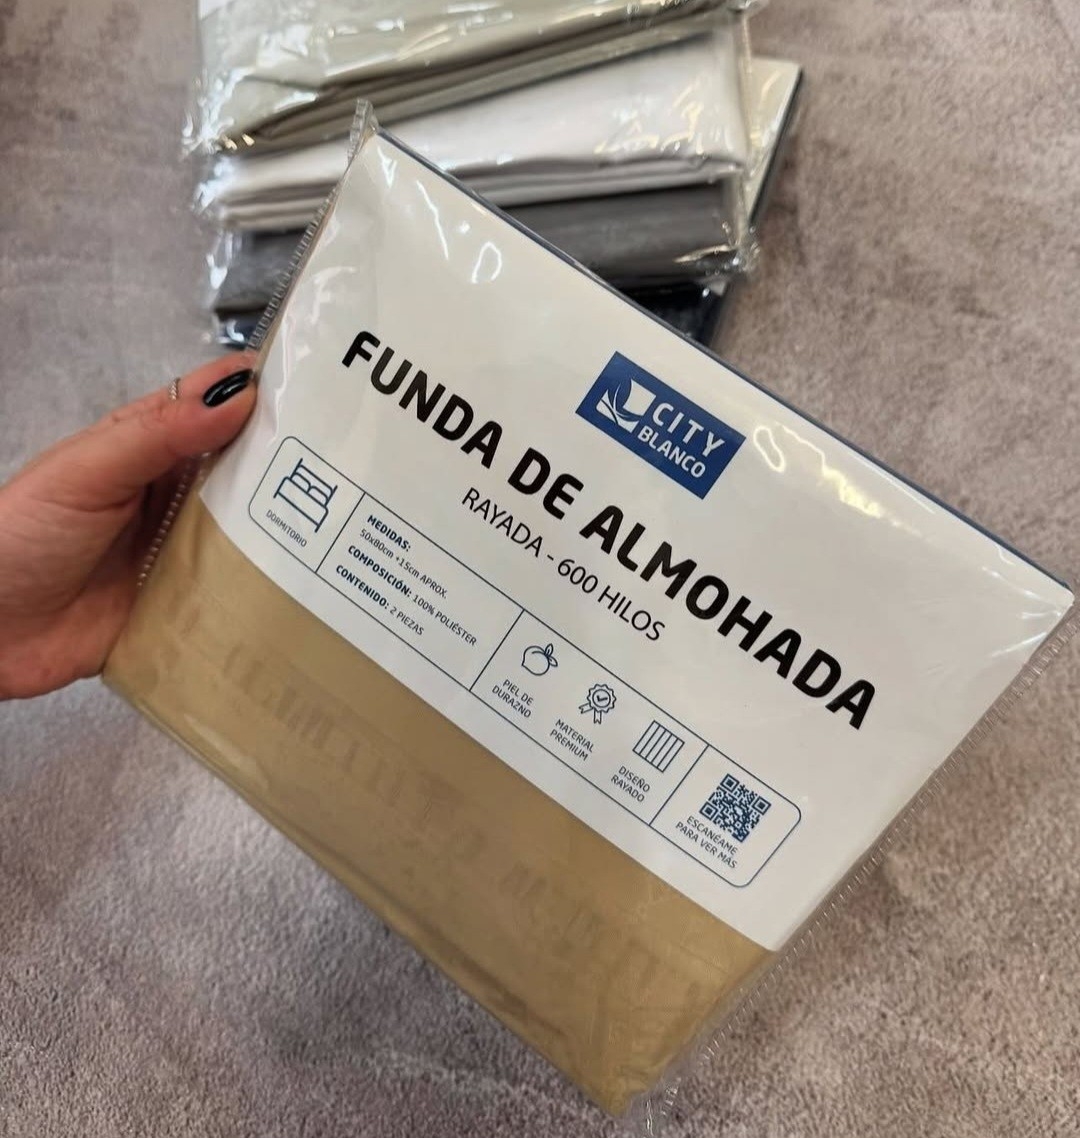 CITY
BLANCO
FUNDA DE ALMOHADA
RAYADA - 600 HILOS
DORMITORIO
MEDIDAS:
50x80cm +15cm APROX.
COMPOSICIÓN: 100% POLIÉSTER
CONTENIDO: 2 PIEZAS
PIEL DE
DURAZNO
MATERIAL
PREMIUM
DISEÑO
RAYADO
ESCANÉAME
PARA VER MÁS